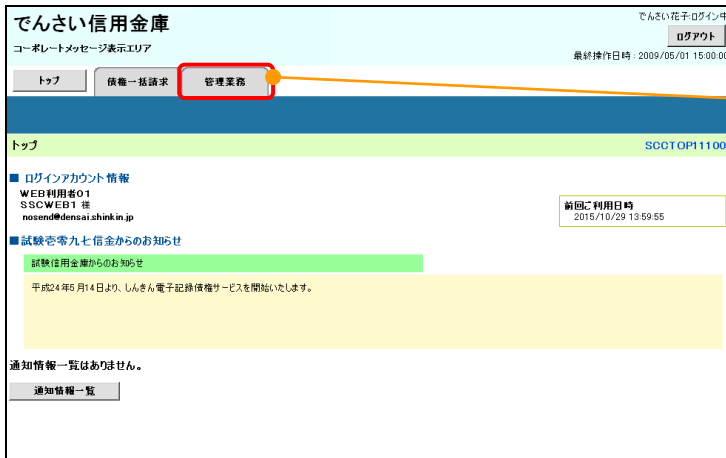 でんさい信用金庫
でんさい花子:ログイン中
コーポレートメッセージ表示エリア
ログアウト
最終操作日時：2009/05/01 15:00:00
トップ
債権一括請求
管理業務
トップ
SCCTOP11100
■ ログインアカウント情報
WEB利用者01
SSCWEB1 様
nosend@densai.shinkin.jp
前回ご利用日時
2015/10/29 13:59:55
■試験壱零九七信金からのお知らせ
試験信用金庫からのお知らせ
平成24年5月14日より、しんきん電子記録債権サービスを開始いたします。
通知情報一覧はありません。
通知情報一覧